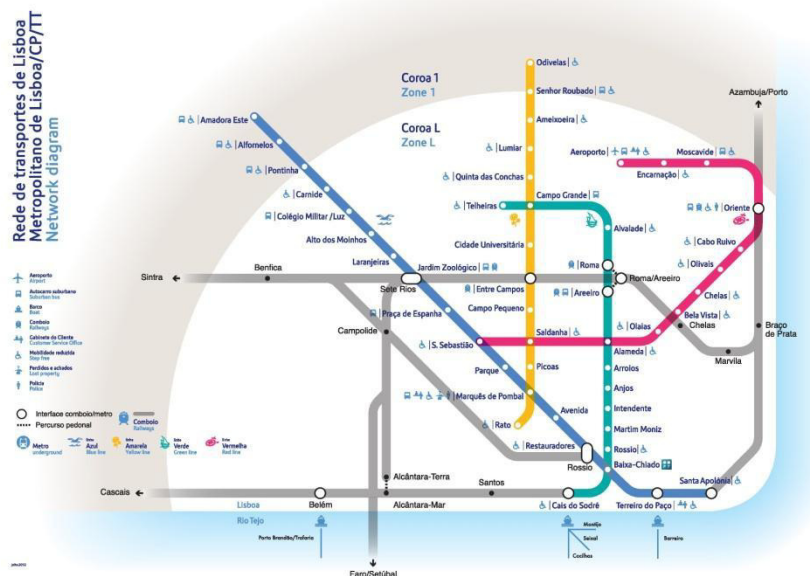 Rede de transportes de Lisboa
Metropolitano de Lisboa/CP/TT
Network diagram
Coroa 1
Zone 1
Coroa L
Zone L
Odivelas
Senhor Roubado
Ameixoeira
Lumiar
Quinta das Conchas
Campo Grande
Telheiras
Cidade Universitária
Entre Campos
Campo Pequeno
Saldanha
Picoas
Marquês de Pombal
Rato
Amadora Este
Alfornelos
Pontinha
Carnide
Colégio Militar /Luz
Alto dos Moinhos
Laranjeiras
Jardim Zoológico
Sete Rios
Praça de Espanha
S. Sebastião
Parque
Avenida
Restauradores
Rossio
Baixa-Chiado
Terreiro do Paço
Santa Apolónia
Aeroporto
Encarnação
Moscavide
Oriente
Cabo Ruivo
Olivais
Chelas
Bela Vista
Olaias
Alameda
Alvalade
Roma
Areeiro
Roma/Areeiro
Arroios
Anjos
Intendente
Martim Moniz
Rossio
Cais do Sodré
Azambuja/Porto
Sintra
Benfica
Campolide
Chelas
Marvila
Braço
de Prata
Alcântara-Terra
Alcântara-Mar
Santos
Belém
Cascais
Faro/Setúbal
Lisboa
Rio Tejo
Porto Brandão/Trafaria
Montijo
Seixal
Cacilhas
Barreiro
Aeroporto
Airport
Autocarro suburbano
Suburban bus
Barco
Boat
Comboio
Railways
Gabinete do Cliente
Customer Service Office
Mobilidade reduzida
Step free
Perdidos e achados
Lost property
Polícia
Police
Interface comboio/metro
Percurso pedonal
Comboio
Railways
Metro
underground
linha
Azul
Blue line
linha
Amarela
Yellow line
linha
Verde
Green line
linha
Vermelha
Red line